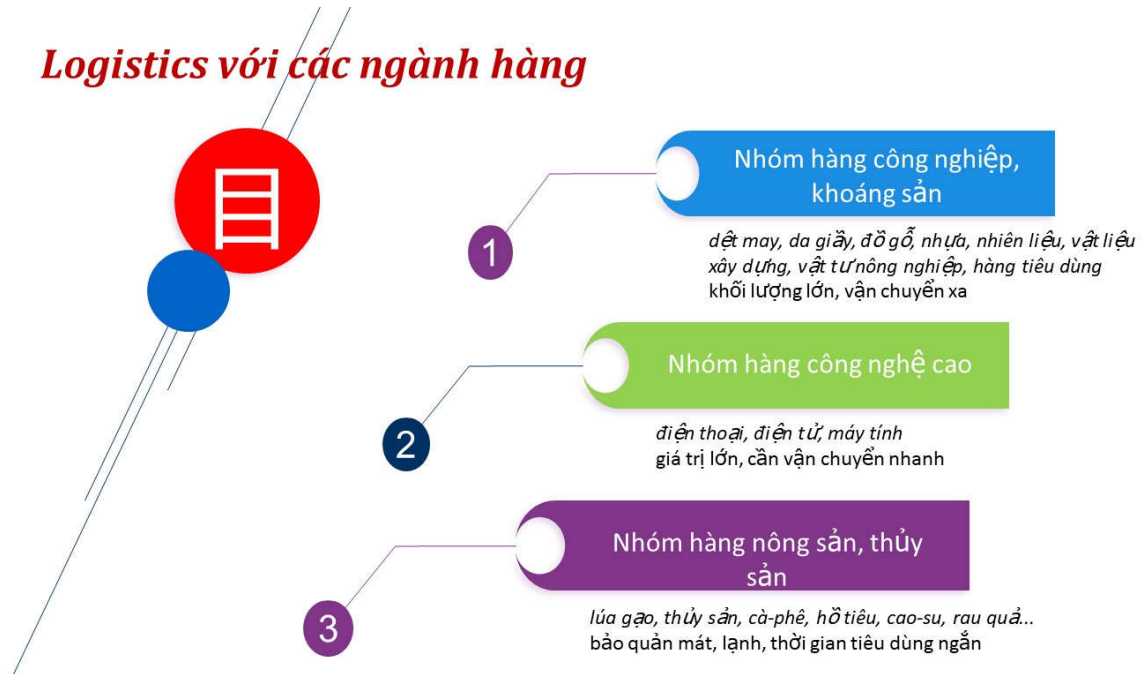 Logistics với các ngành hàng
目
1
Nhóm hàng công nghiệp,
khoáng sản
dệt may, da giầy, đồ gỗ, nhựa, nhiên liệu, vật liệu
xây dựng, vật tư nông nghiệp, hàng tiêu dùng
khối lượng lớn, vận chuyển xa
2
Nhóm hàng công nghệ cao
điện thoại, điện tử, máy tính
giá trị lớn, cần vận chuyển nhanh
3
Nhóm hàng nông sản, thủy
sản
lúa gạo, thủy sản, cà-phê, hồ tiêu, cao-su, rau quả...
bảo quản mát, lạnh, thời gian tiêu dùng ngắn